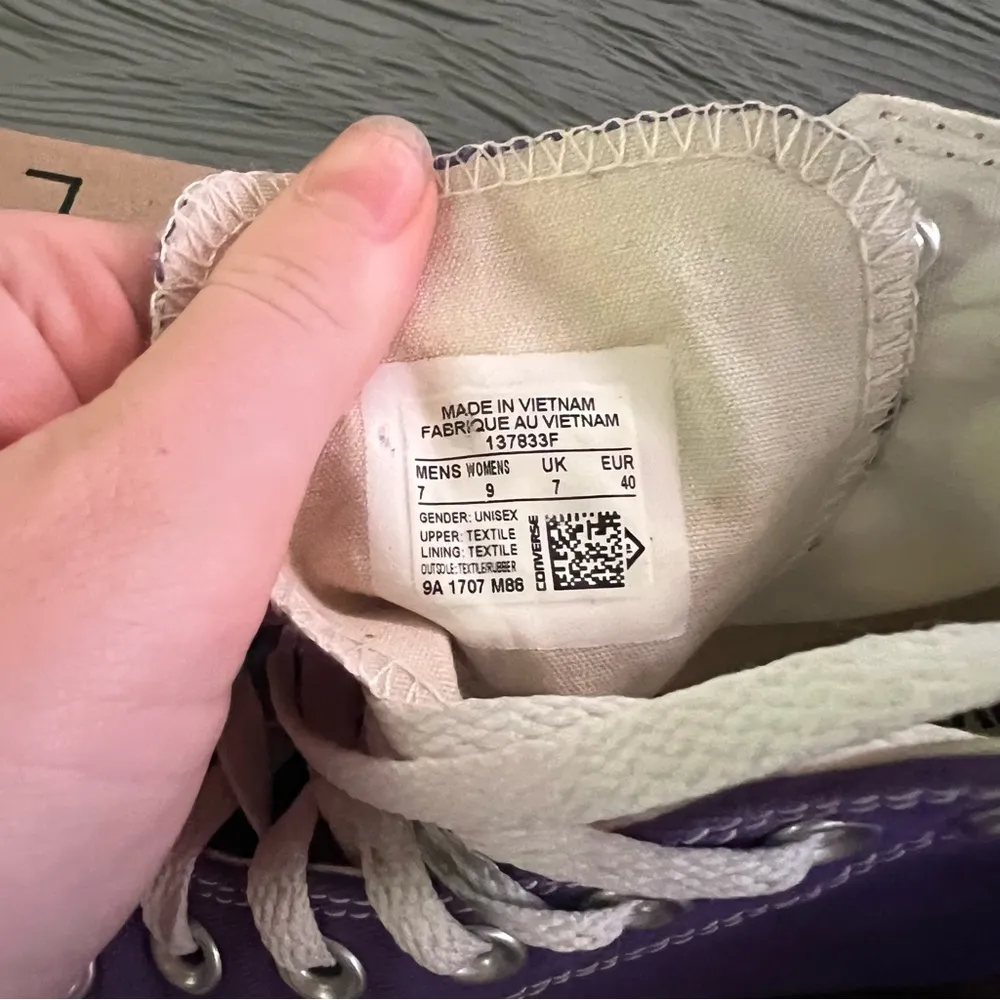 7
MADE IN VIETNAM
FABRIQUE AU VIETNAM
137833F
MENS WOMENS UK EUR
7 9 7 40
GENDER: UNISEX
UPPER: TEXTILE
LINING: TEXTILE
OUTSOLE:TEXTILE/RUBBER
9A 1707 M86
CONVERSE